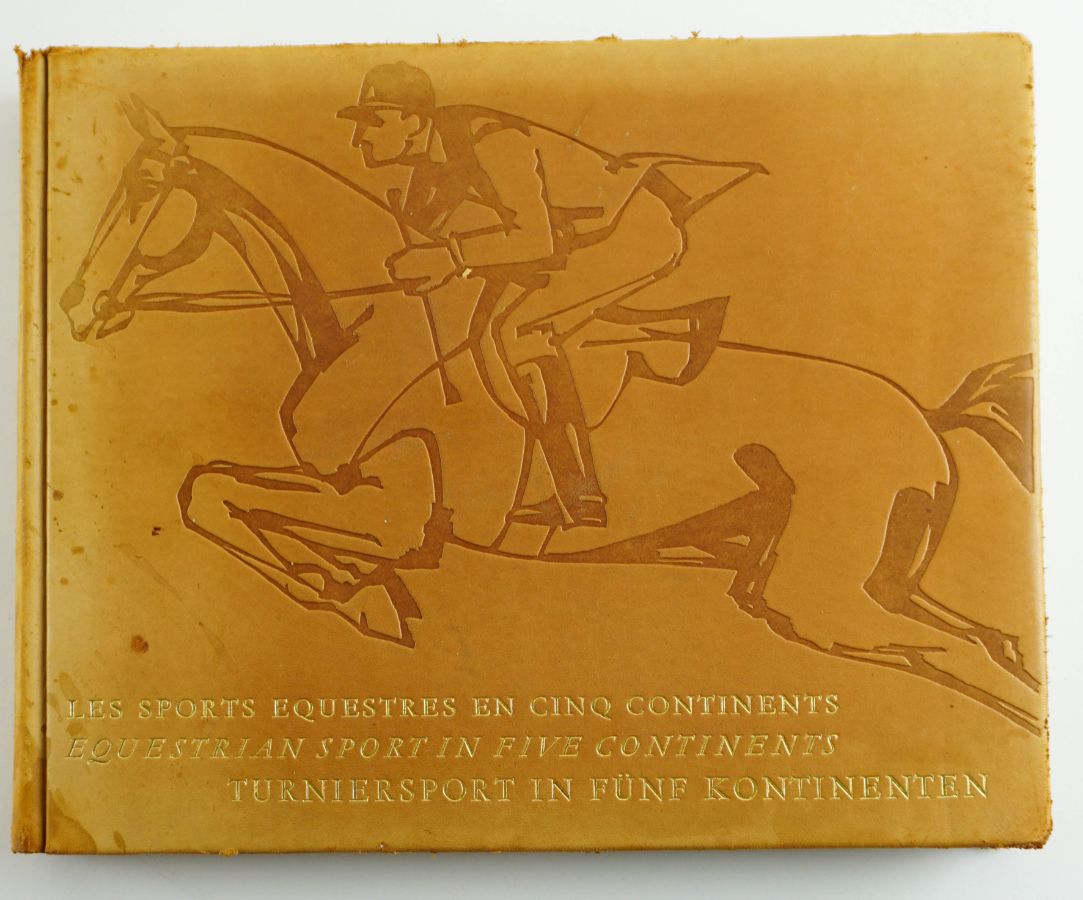 LES SPORTS EQUESTRES EN CINQ CONTINENTS
EQUESTRIAN SPORT IN FIVE CONTINENTS
TURNIERSPORT IN FÜNF KONTINENTEN